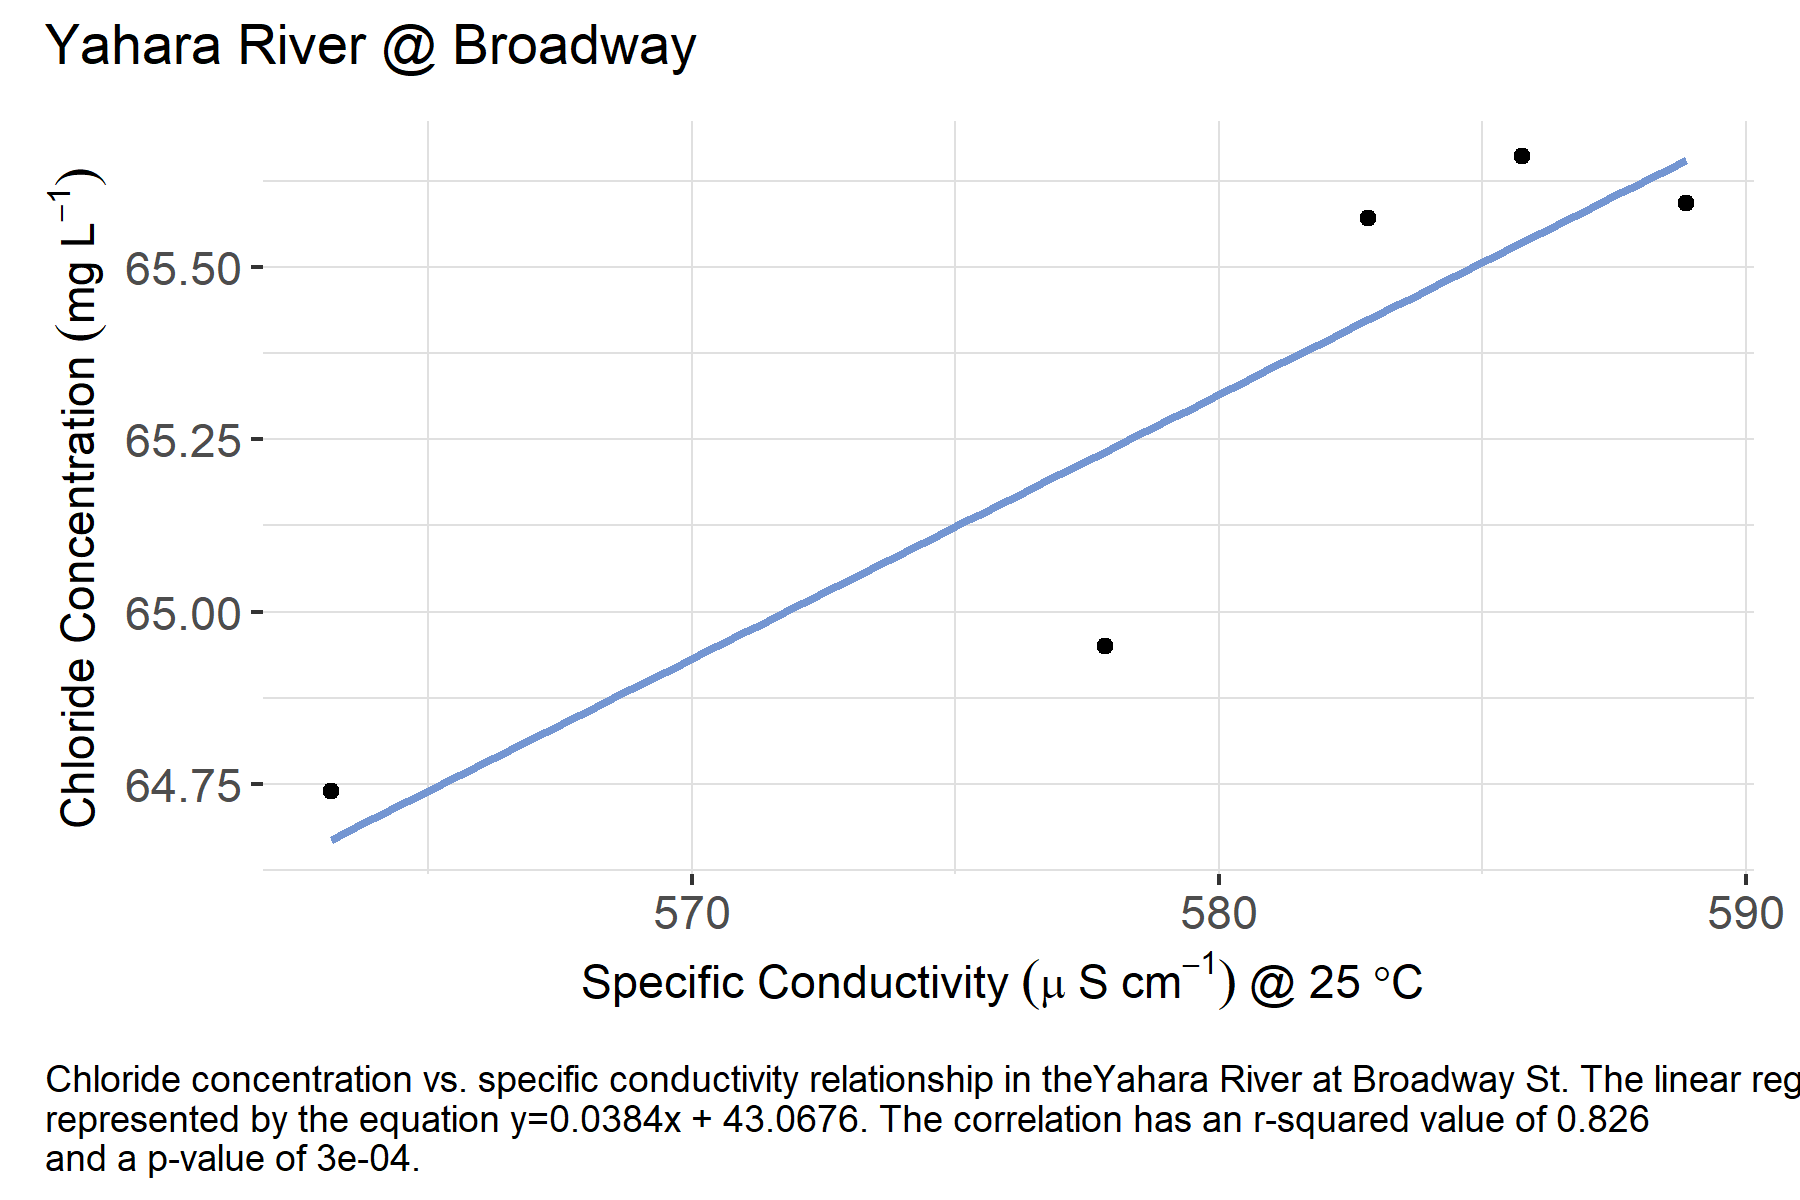 Yahara River @ Broadway
Chloride Concentration (mg L⁻¹)
65.50
65.25
65.00
64.75
570 580 590
Specific Conductivity (μ S cm⁻¹) @ 25 °C
Chloride concentration vs. specific conductivity relationship in theYahara River at Broadway St. The linear reg
represented by the equation y=0.0384x + 43.0676. The correlation has an r-squared value of 0.826
and a p-value of 3e-04.